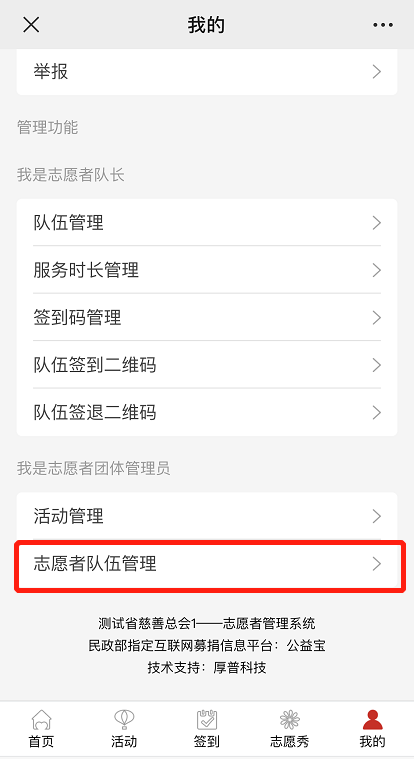 我的
举报
管理功能
我是志愿者队长
队伍管理
服务时长管理
签到码管理
队伍签到二维码
队伍签退二维码
我是志愿者团体管理员
活动管理
志愿者队伍管理
测试省慈善总会1——志愿者管理系统
民政部指定互联网募捐信息平台：公益宝
技术支持：厚普科技
首页 活动 签到 志愿秀 我的